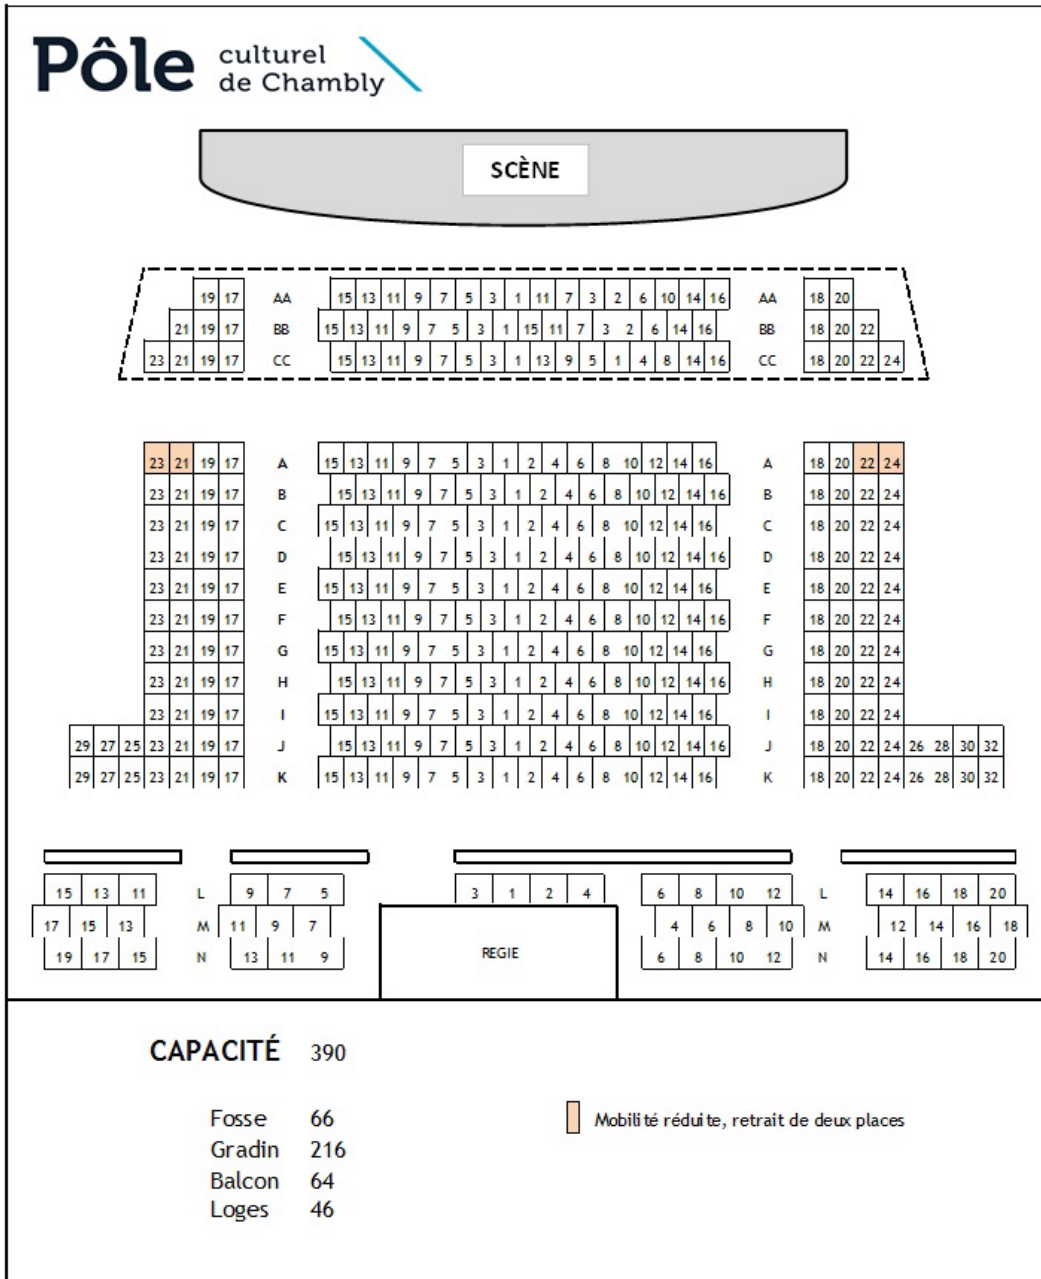 Pôle culturel
de Chambly
SCÈNE
19 17 AA 15 13 11 9 7 5 3 1 11 7 3 2 6 10 14 16 AA 18 20
21 19 17 BB 15 13 11 9 7 5 3 1 15 11 7 3 2 6 14 16 BB 18 20 22
23 21 19 17 CC 15 13 11 9 7 5 3 1 13 9 5 1 4 8 14 16 CC 18 20 22 24
23 21 19 17 A 15 13 11 9 7 5 3 1 2 4 6 8 10 12 14 16 A 18 20 22 24
23 21 19 17 B 15 13 11 9 7 5 3 1 2 4 6 8 10 12 14 16 B 18 20 22 24
23 21 19 17 C 15 13 11 9 7 5 3 1 2 4 6 8 10 12 14 16 C 18 20 22 24
23 21 19 17 D 15 13 11 9 7 5 3 1 2 4 6 8 10 12 14 16 D 18 20 22 24
23 21 19 17 E 15 13 11 9 7 5 3 1 2 4 6 8 10 12 14 16 E 18 20 22 24
23 21 19 17 F 15 13 11 9 7 5 3 1 2 4 6 8 10 12 14 16 F 18 20 22 24
23 21 19 17 G 15 13 11 9 7 5 3 1 2 4 6 8 10 12 14 16 G 18 20 22 24
23 21 19 17 H 15 13 11 9 7 5 3 1 2 4 6 8 10 12 14 16 H 18 20 22 24
23 21 19 17 I 15 13 11 9 7 5 3 1 2 4 6 8 10 12 14 16 I 18 20 22 24
29 27 25 23 21 19 17 J 15 13 11 9 7 5 3 1 2 4 6 8 10 12 14 16 J 18 20 22 24 26 28 30 32
29 27 25 23 21 19 17 K 15 13 11 9 7 5 3 1 2 4 6 8 10 12 14 16 K 18 20 22 24 26 28 30 32
15 13 11 L 9 7 5 3 1 2 4 6 8 10 12 L 14 16 18 20
17 15 13 M 11 9 7 4 6 8 10 M 12 14 16 18
19 17 15 N 13 11 9 REGIE 6 8 10 12 N 14 16 18 20
CAPACITÉ 390
Fosse 66
Mobilité réduite, retrait de deux places
Gradin 216
Balcon 64
Loges 46